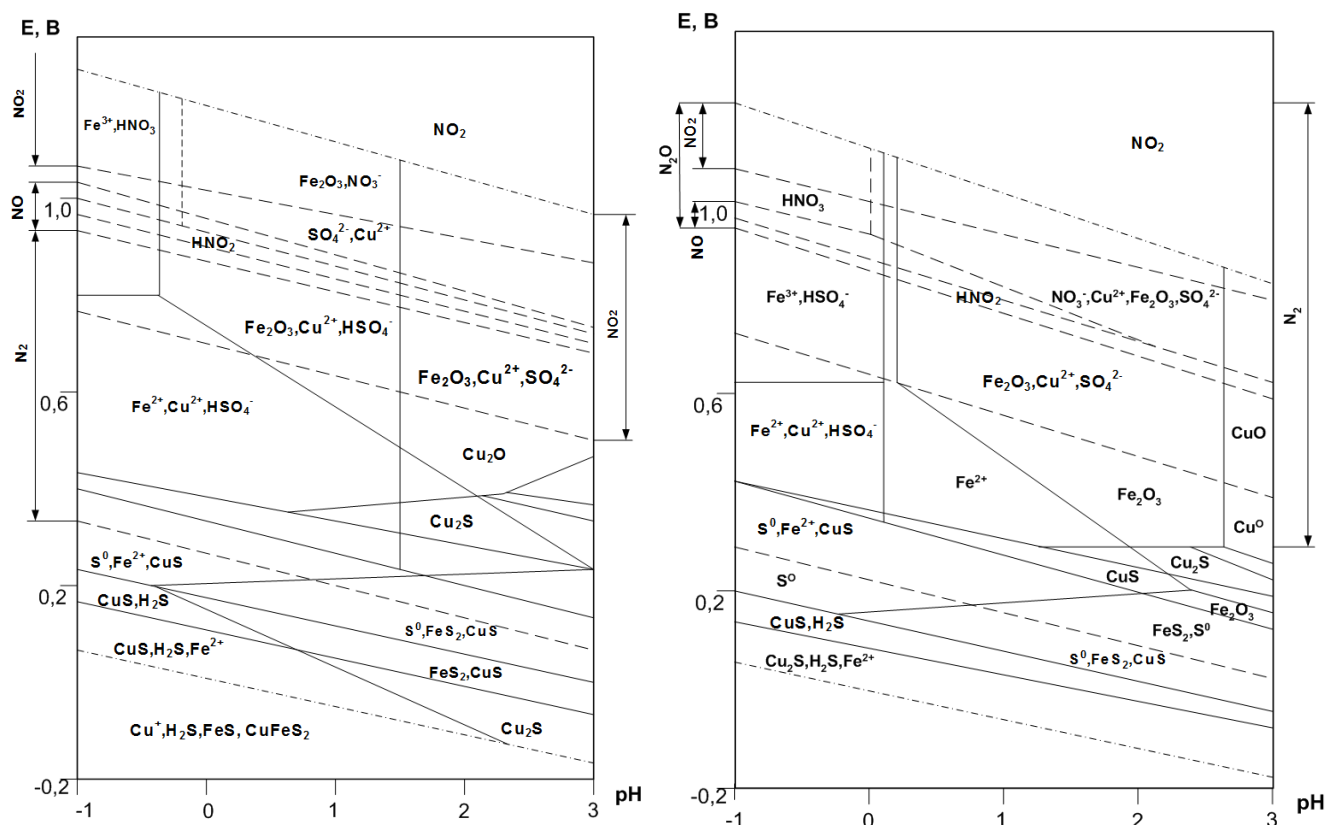 E, В
NO₂
Fe³⁺,HNO₃
NO₂
NO
1,0
Fe₂O₃,NO₃⁻
SO₄²⁻,Cu²⁺
HNO₂
Fe₂O₃,Cu²⁺,HSO₄⁻
N₂
NO₂
Fe₂O₃,Cu²⁺,SO₄²⁻
0,6
Fe²⁺,Cu²⁺,HSO₄⁻
Cu₂O
Cu₂S
S⁰,Fe²⁺,CuS
0,2
CuS,H₂S
S⁰,FeS₂,CuS
CuS,H₂S,Fe²⁺
FeS₂,CuS
Cu⁺,H₂S,FeS, CuFeS₂
Cu₂S
-0,2
-1
0
1
2
3
pH
E, В
N₂O
NO₂
NO₂
HNO₃
1,0
NO
Fe³⁺,HSO₄⁻
HNO₂
NO₃⁻,Cu²⁺,Fe₂O₃,SO₄²⁻
N₂
Fe₂O₃,Cu²⁺,SO₄²⁻
0,6
Fe²⁺,Cu²⁺,HSO₄⁻
CuO
Fe²⁺
Fe₂O₃
Cu⁰
S⁰,Fe²⁺,CuS
Cu₂S
CuS
S⁰
0,2
Fe₂O₃
CuS,H₂S
FeS₂,S⁰
Cu₂S,H₂S,Fe²⁺
S⁰,FeS₂,CuS
-0,2
-1
0
1
2
3
pH